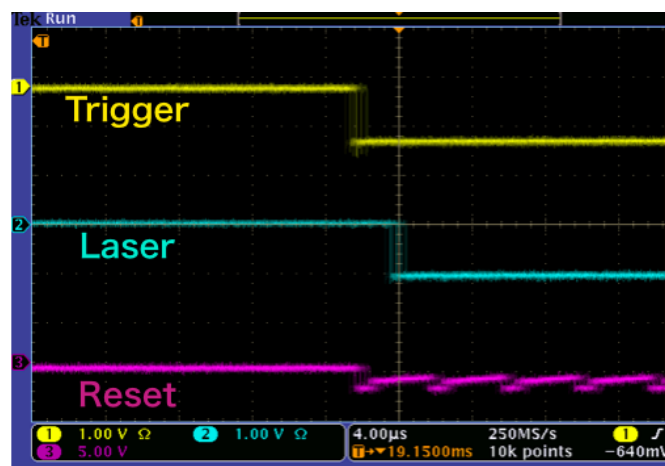 Tek Run
T
1
Trigger
2
Laser
3
Reset
1 1.00 V Ω 2 1.00 V Ω 4.00µs 250MS/s 1 ʃ
3 5.00 V T→▼19.1500ms 10k points −640mV